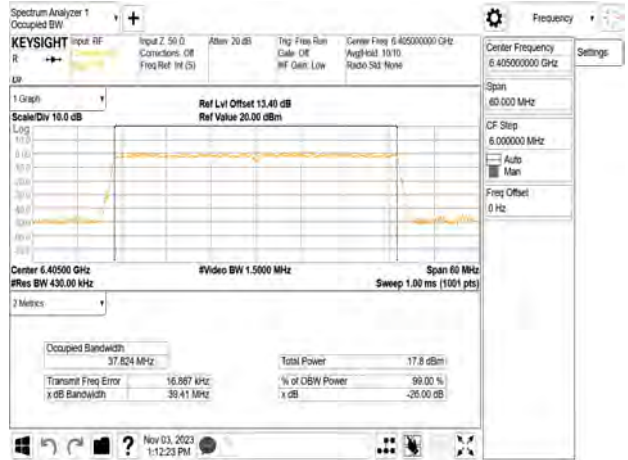 Spectrum Analyzer 1
Occupied BW
Frequency
KEYSIGHT
Input: RF
Input Z: 50 Ω
Atten: 20 dB
Trig: Free Run
Center Freq: 6.405000000 GHz
R
Corrections: Off
Gate: Off
Avg|Hold: 10/10
Freq Ref: Int (S)
#IF Gain: Low
Radio Std: None
Center Frequency
6.405000000 GHz
Settings
Span
60.000 MHz
CF Step
6.000000 MHz
Auto
Man
Freq Offset
0 Hz
1 Graph
Scale/Div 10.0 dB
Ref Lvl Offset 13.40 dB
Ref Value 20.00 dBm
Log
Center 6.40500 GHz
#Video BW 1.5000 MHz
Span 60 MHz
#Res BW 430.00 kHz
Sweep 1.00 ms (1001 pts)
2 Metrics
Occupied Bandwidth
37.824 MHz
Total Power
17.8 dBm
Transmit Freq Error
16.867 kHz
% of OBW Power
99.00 %
x dB Bandwidth
39.41 MHz
x dB
-26.00 dB
Nov 03, 2023
1:12:23 PM